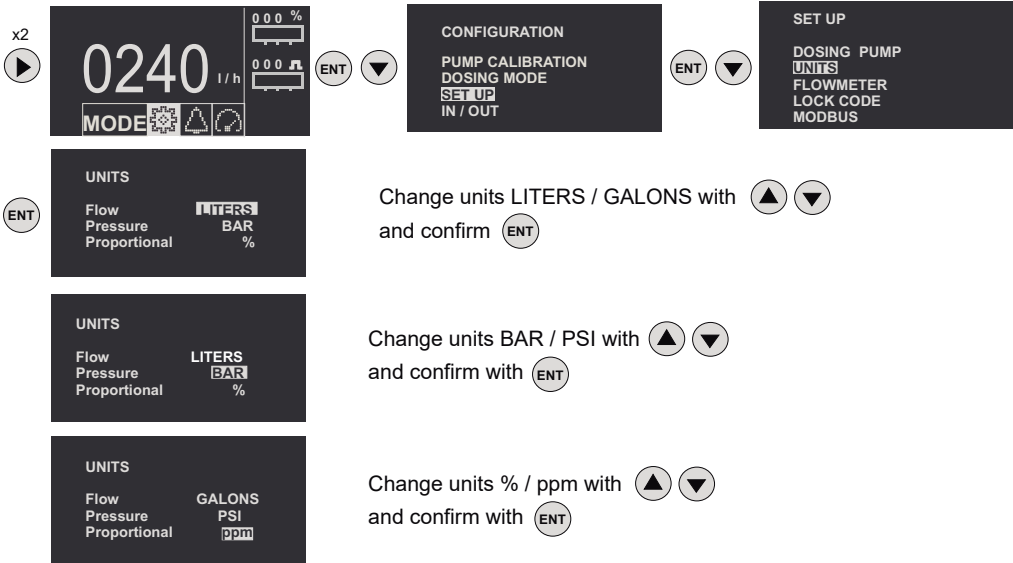 x2
0240 l / h
000 %
000
MODE
ENT
CONFIGURATION
PUMP CALIBRATION
DOSING MODE
SET UP
IN / OUT
ENT
SET UP
DOSING PUMP
UNITS
FLOWMETER
LOCK CODE
MODBUS
ENT
UNITS
Flow LITERS
Pressure BAR
Proportional %
Change units LITERS / GALONS with
and confirm ENT
UNITS
Flow LITERS
Pressure BAR
Proportional %
Change units BAR / PSI with
and confirm with ENT
UNITS
Flow GALONS
Pressure PSI
Proportional ppm
Change units % / ppm with
and confirm with ENT